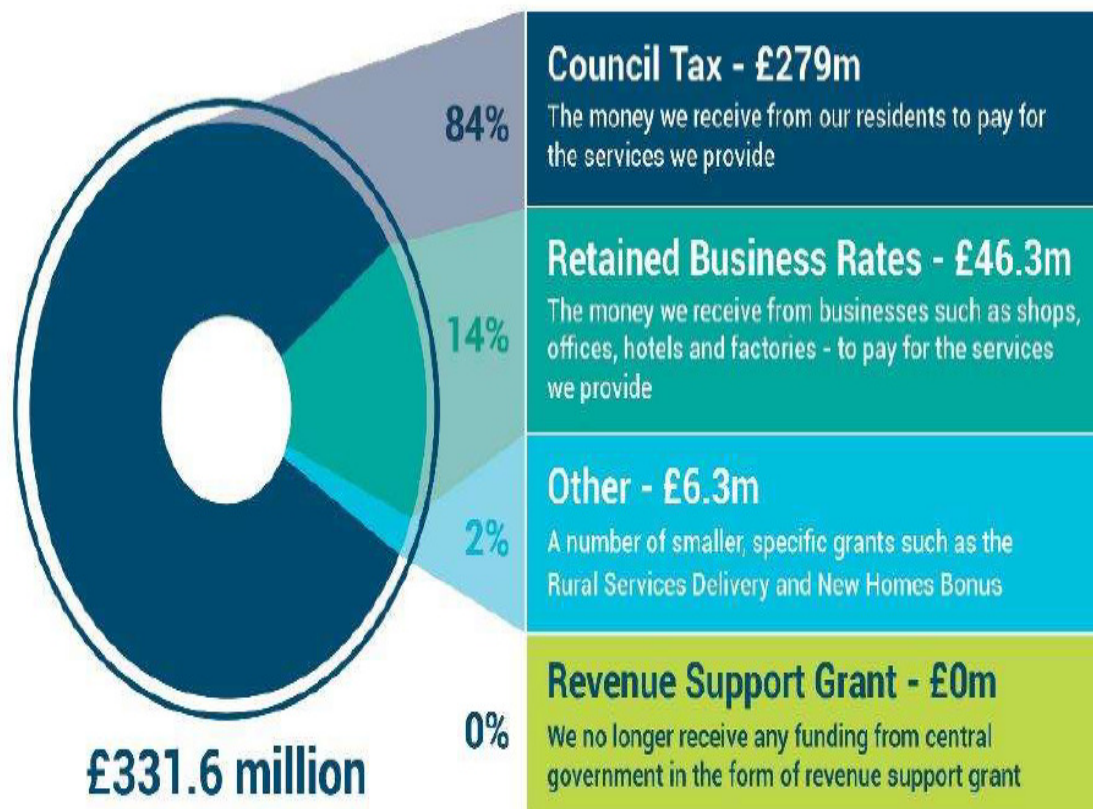 84%
Council Tax - £279m
The money we receive from our residents to pay for
the services we provide
14%
Retained Business Rates - £46.3m
The money we receive from businesses such as shops,
offices, hotels and factories - to pay for the services
we provide
2%
Other - £6.3m
A number of smaller, specific grants such as the
Rural Services Delivery and New Homes Bonus
0%
Revenue Support Grant - £0m
We no longer receive any funding from central
government in the form of revenue support grant
£331.6 million